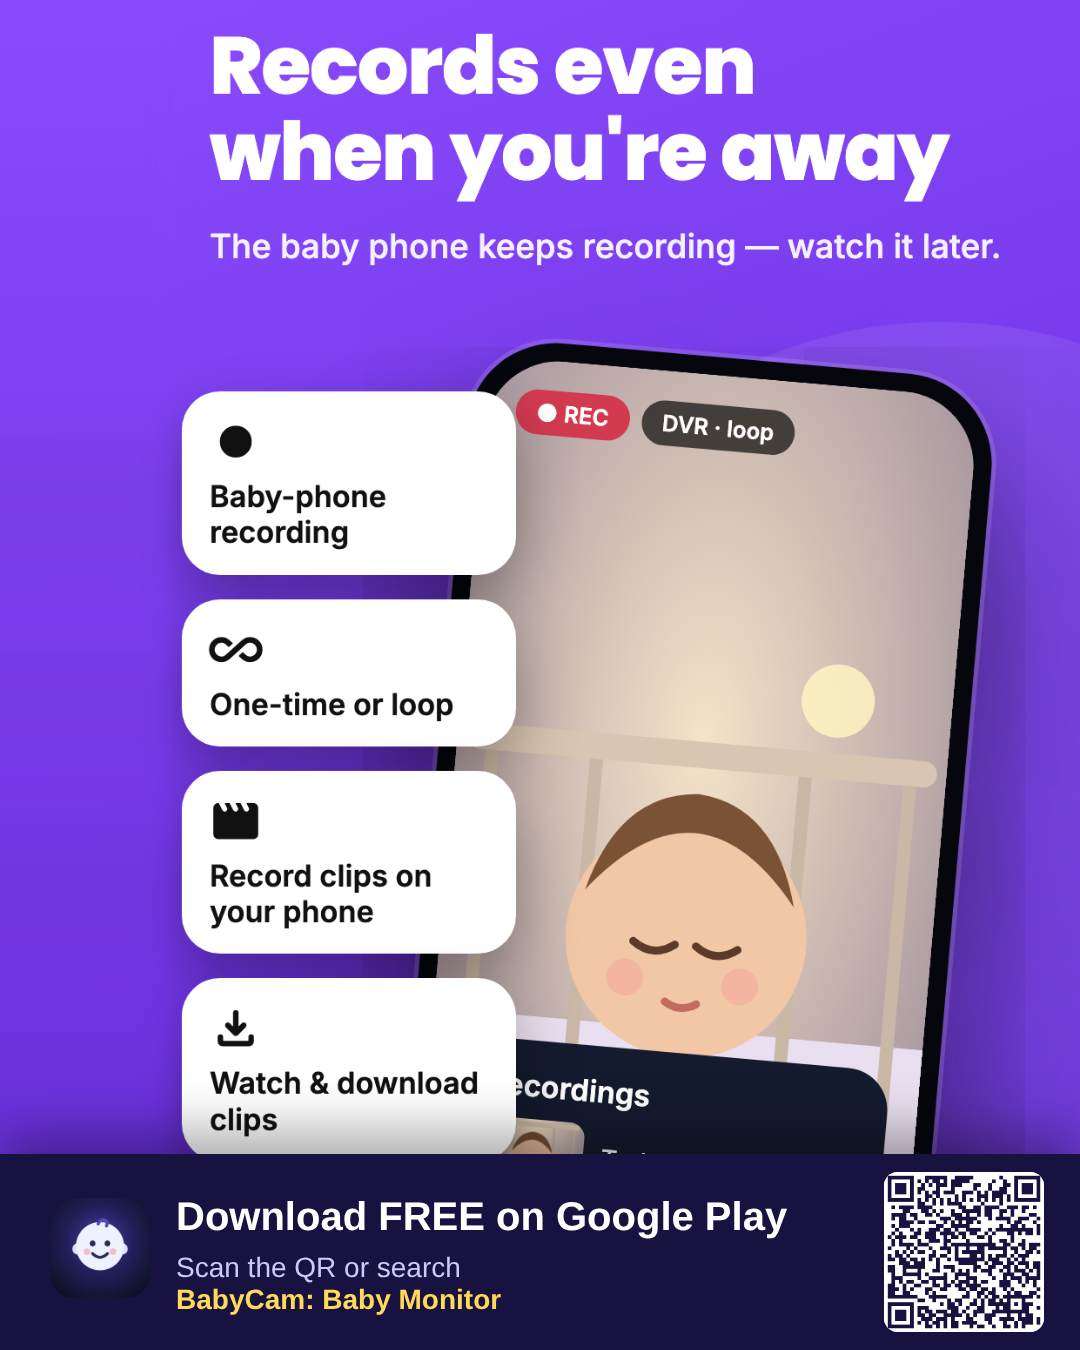 Records even
when you're away
The baby phone keeps recording — watch it later.
REC
DVR · loop
Baby-phone
recording
One-time or loop
Record clips on
your phone
Watch & download
clips
ecordings
Download FREE on Google Play
Scan the QR or search
BabyCam: Baby Monitor